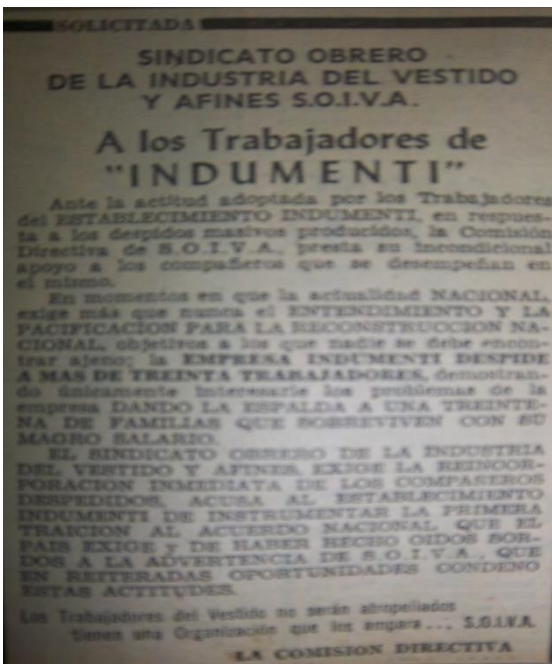 SOLICITADA
SINDICATO OBRERO
DE LA INDUSTRIA DEL VESTIDO
Y AFINES S.O.I.V.A.
A los Trabajadores de
"INDUMENTI"
Ante la actitud adoptada por los Trabajadores
del ESTABLECIMIENTO INDUMENTI, en respues-
ta a los despidos masivos producidos, la Comisión
Directiva de S.O.I.V.A., presta su incondicional
apoyo a los compañeros que se desempeñan en
el mismo.
En momentos en que la actualidad NACIONAL
exige más que nunca el ENTENDIMIENTO Y LA
PACIFICACION PARA LA RECONSTRUCCION NA-
CIONAL, objetivos a los que nadie se debe encon-
trar ajeno; la EMPRESA INDUMENTI DESPIDE
A MAS DE TREINTA TRABAJADORES, demostran-
do únicamente interesarle los problemas de la
empresa DANDO LA ESPALDA A UNA TREINTE-
NA DE FAMILIAS QUE SOBREVIVEN CON SU
MAGRO SALARIO.
EL SINDICATO OBRERO DE LA INDUSTRIA
DEL VESTIDO Y AFINES, EXIGE LA REINCOR-
PORACION INMEDIATA DE LOS COMPAÑEROS
DESPEDIDOS, ACUSA AL ESTABLECIMIENTO
INDUMENTI DE INSTRUMENTAR LA PRIMERA
TRAICION AL ACUERDO NACIONAL QUE EL
PAIS EXIGE y DE HABER HECHO OIDOS SOR-
DOS A LA ADVERTENCIA DE S.O.I.V.A., QUE
EN REITERADAS OPORTUNIDADES CONDENO
ESTAS ACTITUDES.
Los Trabajadores del Vestido no serán atropellados
tienen una Organización que los ampara ... S.O.I.V.A.
LA COMISION DIRECTIVA